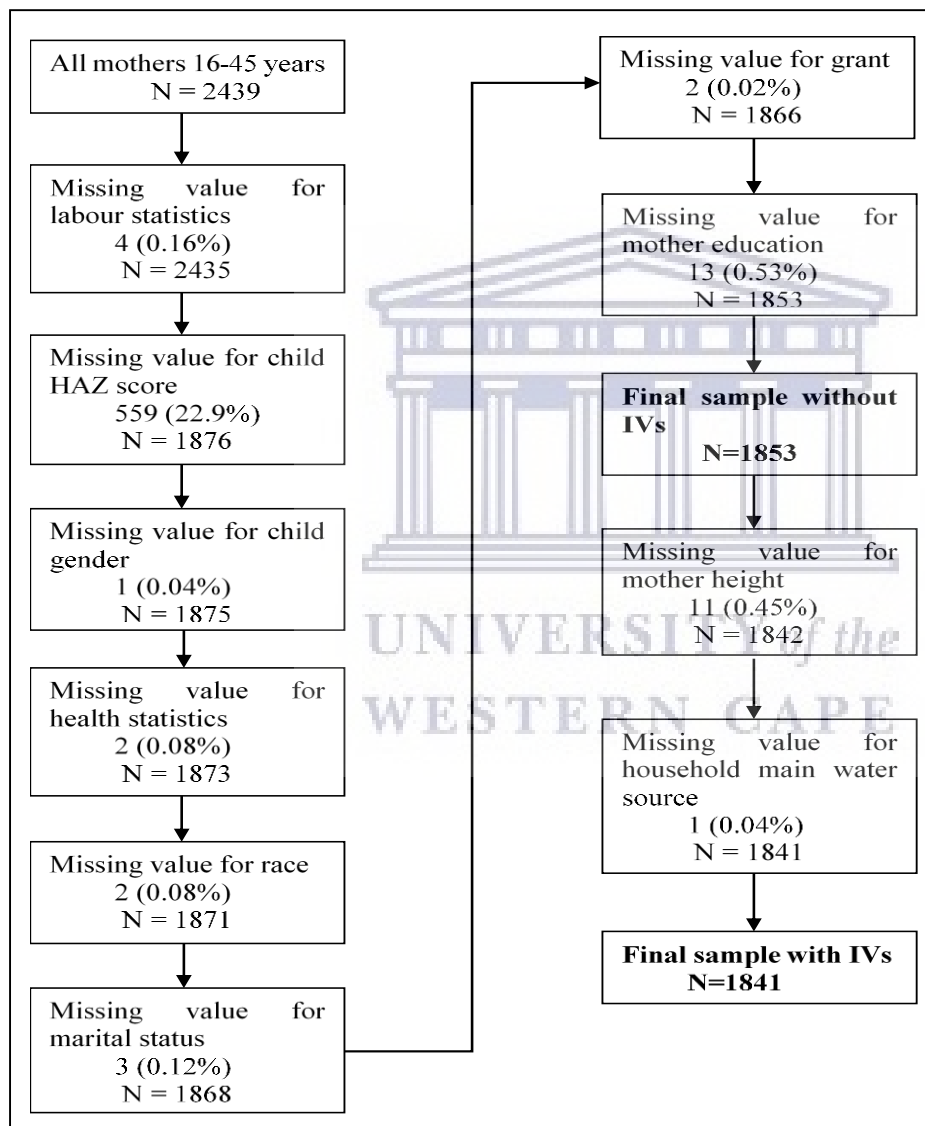 All mothers 16-45 years
N = 2439
Missing value for
labour statistics
4 (0.16%)
N = 2435
Missing value for child
HAZ score
559 (22.9%)
N = 1876
Missing value for child
gender
1 (0.04%)
N = 1875
Missing value for
health statistics
2 (0.08%)
N = 1873
Missing value for race
2 (0.08%)
N = 1871
Missing value for
marital status
3 (0.12%)
N = 1868
Missing value for grant
2 (0.02%)
N = 1866
Missing value for
mother education
13 (0.53%)
N = 1853
Final sample without
IVs
N=1853
Missing value for
mother height
11 (0.45%)
N = 1842
Missing value for
household main water
source
1 (0.04%)
N = 1841
Final sample with IVs
N=1841
UNIVERSITY of the
WESTERN CAPE